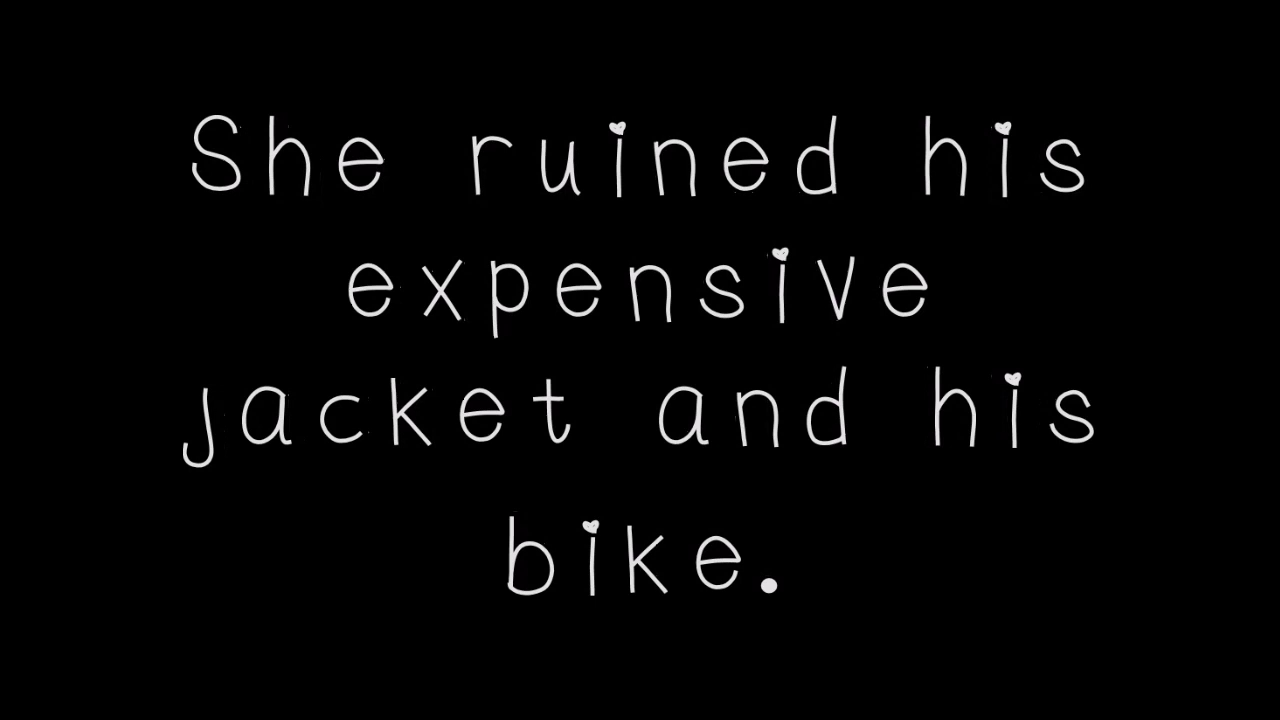 She ruined his
expensive
jacket and his
bike.